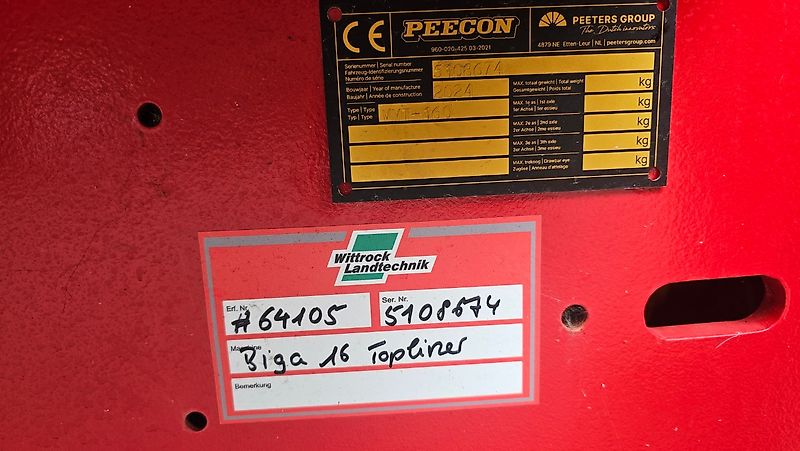 CE
PEECON
960-020-425 03-2021
PEETERS GROUP
The Dutch innovators
4879 NE Etten-Leur | NL | peetersgroup.com
Serienummer | Serial number
Fahrzeug-Identifizierungsnummer
Numéro de série
5108674
Bouwjaar | Year of manufacture
Baujahr | Année de construction
2024
Type | Type
Typ | Type
VVT-160
MAX. totaal gewicht | Total weight
Gesamtgewicht | Poids total
kg
MAX. 1e as | 1st axle
1er Achse | 1er essieu
kg
MAX. 2e as | 2nd axle
2er Achse | 2me essieu
kg
MAX. 3e as | 3th axle
3er Achse | 3me essieu
kg
MAX. trekoog | Drawbar eye
Zugöse | Anneau d'attelage
kg
Wittrock
Landtechnik
Erf. Nr.
#64105
Ser. Nr.
5108674
Biga 16 Topliner
Bemerkung